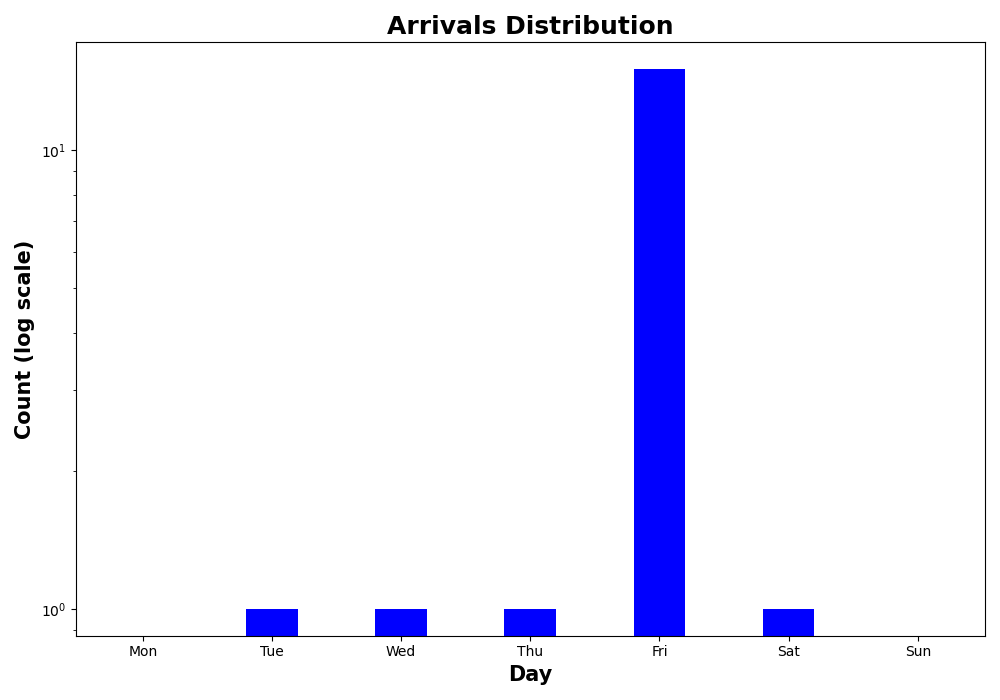 Arrivals Distribution
Count (log scale)
10¹
10⁰
Mon Tue Wed Thu Fri Sat Sun
Day